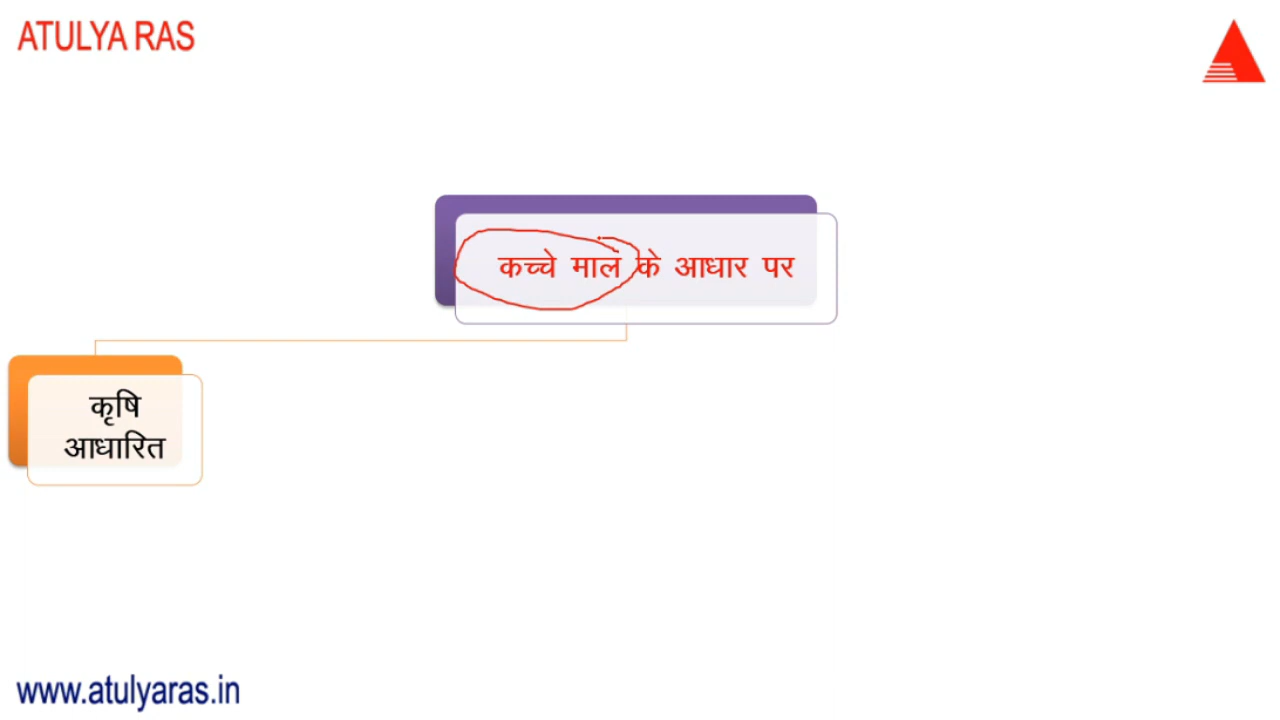 ATULYA RAS
कच्चे माल के आधार पर
कृषि
आधारित
www.atulyaras.in